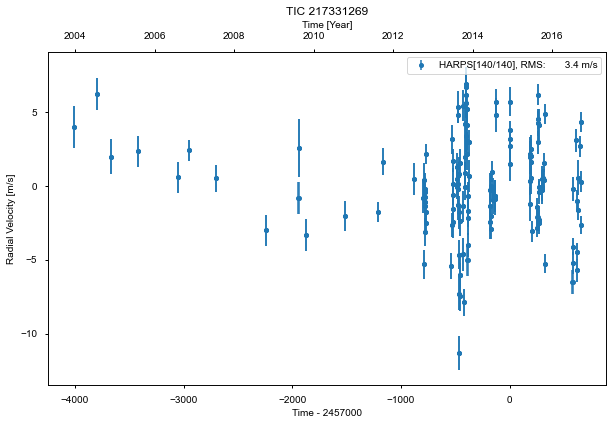 TIC 217331269
Time [Year]
2004 2006 2008 2010 2012 2014 2016
HARPS[140/140], RMS: 3.4 m/s
5
0
−5
−10
Radial Velocity [m/s]
−4000 −3000 −2000 −1000 0
Time - 2457000